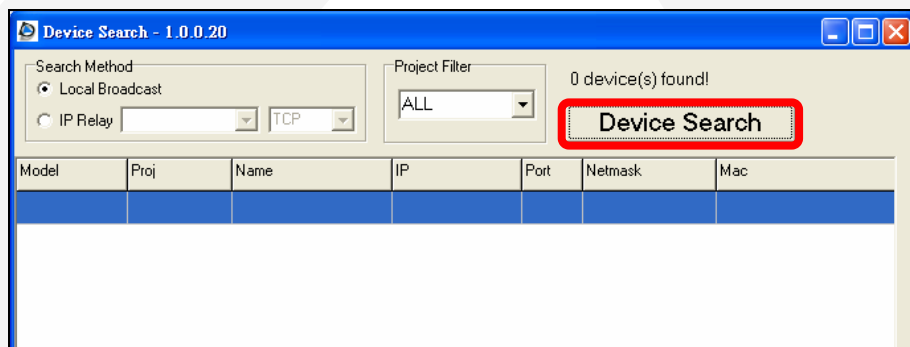 Device Search - 1.0.0.20
Search Method
Local Broadcast
IP Relay TCP
Project Filter
ALL
0 device(s) found!
Device Search
Model Proj Name IP Port Netmask Mac